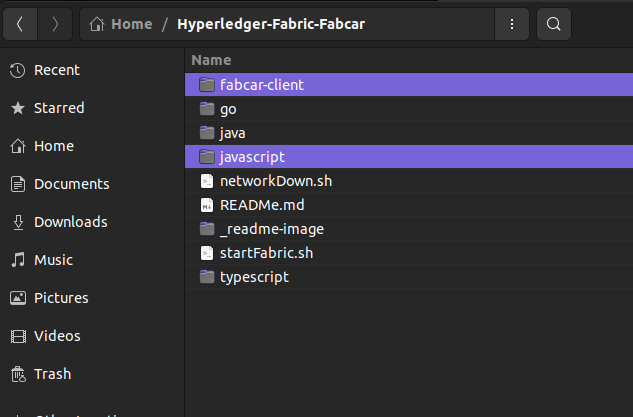 Home / Hyperledger-Fabric-Fabcar
Recent
Starred
Home
Documents
Downloads
Music
Pictures
Videos
Trash
Name
fabcar-client
go
java
javascript
networkDown.sh
READMe.md
_readme-image
startFabric.sh
typescript